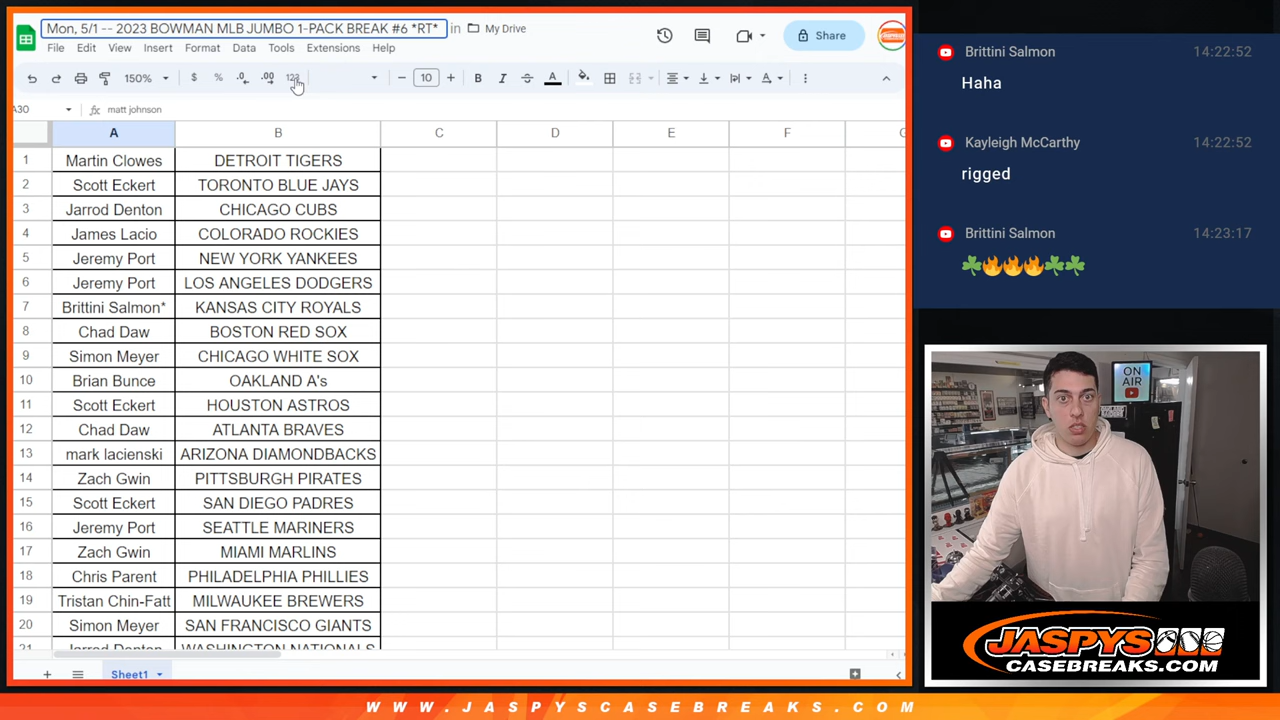 Mon, 5/1 -- 2023 BOWMAN MLB JUMBO 1-PACK BREAK #6 *RT* in My Drive
File Edit View Insert Format Data Tools Extensions Help
Share
150% $ % .0 .00 123 − 10 + B I A
A30 fx matt johnson
A B C D E F G
1 Martin Clowes DETROIT TIGERS
2 Scott Eckert TORONTO BLUE JAYS
3 Jarrod Denton CHICAGO CUBS
4 James Lacio COLORADO ROCKIES
5 Jeremy Port NEW YORK YANKEES
6 Jeremy Port LOS ANGELES DODGERS
7 Brittini Salmon* KANSAS CITY ROYALS
8 Chad Daw BOSTON RED SOX
9 Simon Meyer CHICAGO WHITE SOX
10 Brian Bunce OAKLAND A's
11 Scott Eckert HOUSTON ASTROS
12 Chad Daw ATLANTA BRAVES
13 mark lacienski ARIZONA DIAMONDBACKS
14 Zach Gwin PITTSBURGH PIRATES
15 Scott Eckert SAN DIEGO PADRES
16 Jeremy Port SEATTLE MARINERS
17 Zach Gwin MIAMI MARLINS
18 Chris Parent PHILADELPHIA PHILLIES
19 Tristan Chin-Fatt MILWAUKEE BREWERS
20 Simon Meyer SAN FRANCISCO GIANTS
21 Jarrod Denton WASHINGTON NATIONALS
Sheet1
Brittini Salmon 14:22:52
Haha
Kayleigh McCarthy 14:22:52
rigged
Brittini Salmon 14:23:17
☘🔥🔥🔥☘☘
ON AIR
JASPYS
CASEBREAKS.COM
WWW.JASPYSCASEBREAKS.COM